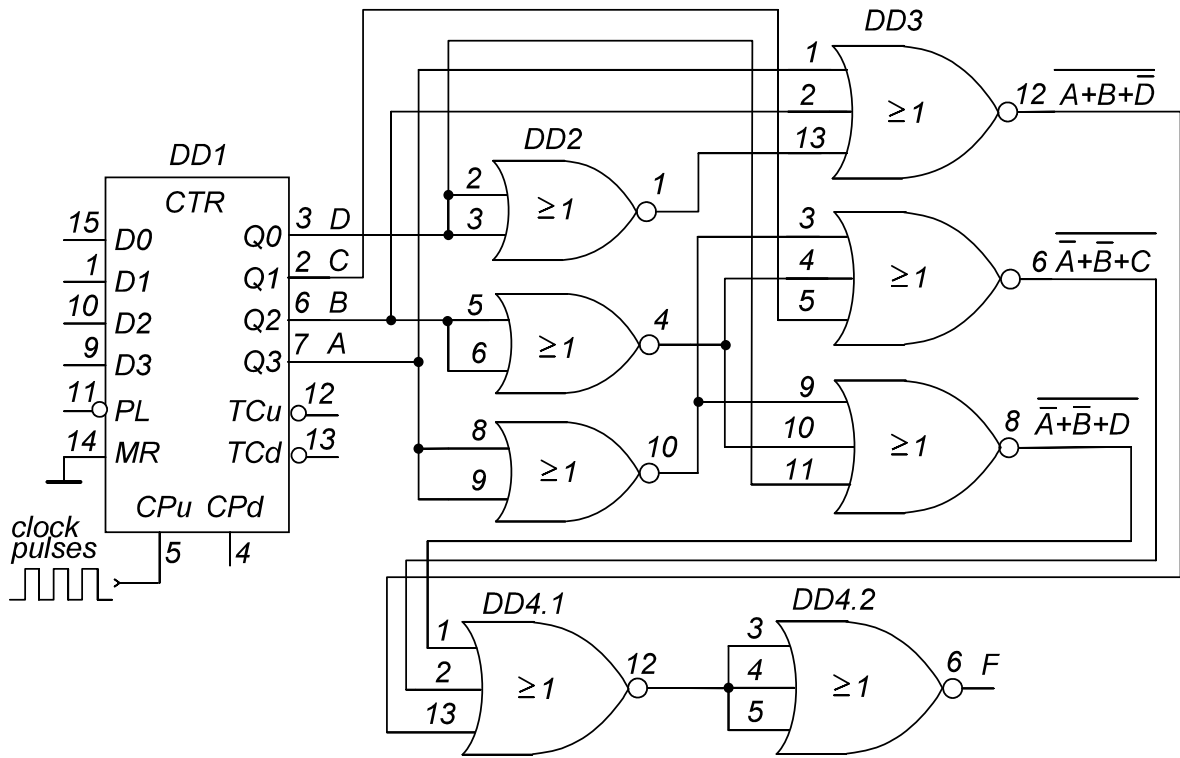 DD1
CTR
15 D0
1 D1
10 D2
9 D3
11 PL
14 MR
Q0 3 D
Q1 2 C
Q2 6 B
Q3 7 A
TCu 12
TCd 13
CPu CPd
5 4
clock
pulses
DD2
2
3
≥1
1
5
6
≥1
4
8
9
≥1
10
DD3
1
2
13
≥1
12 A̅+̅B̅+̅D̅̅
3
4
5
≥1
6 A̅̅+̅B̅̅+̅C̅
9
10
11
≥1
8 A̅̅+̅B̅̅+̅D̅
DD4.1
1
2
13
≥1
12
DD4.2
3
4
5
≥1
6 F